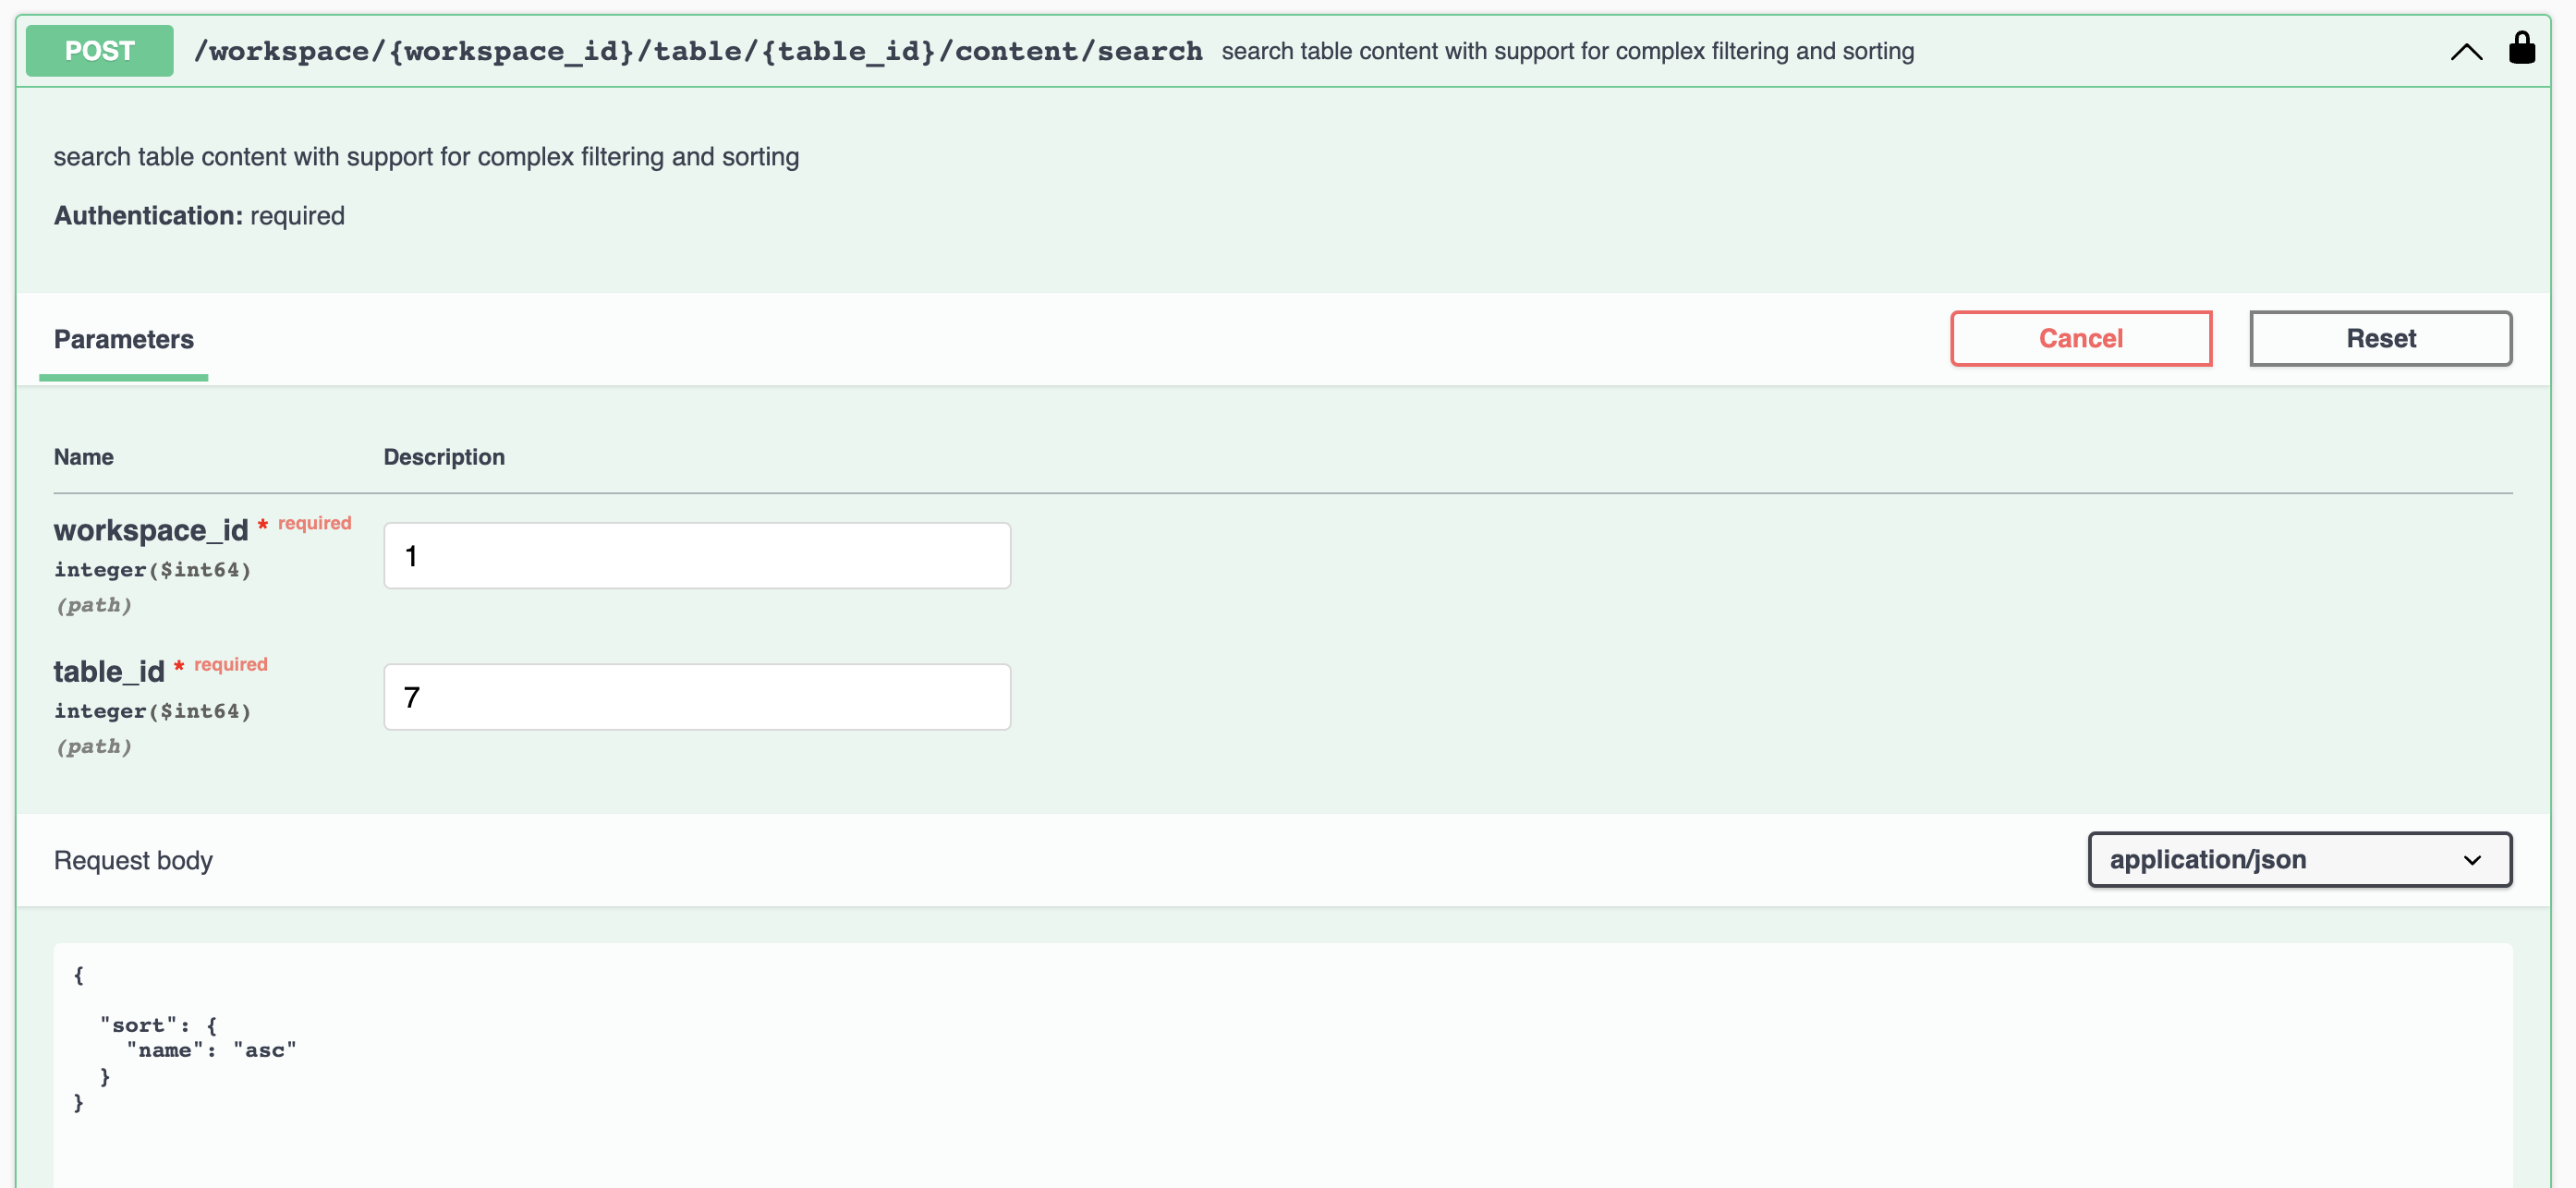 POST /workspace/{workspace_id}/table/{table_id}/content/search search table content with support for complex filtering and sorting
search table content with support for complex filtering and sorting
Authentication: required
Parameters
Cancel
Reset
Name Description
workspace_id * required
integer($int64)
(path)
1
table_id * required
integer($int64)
(path)
7
Request body
application/json
{
"sort": {
"name": "asc"
}
}